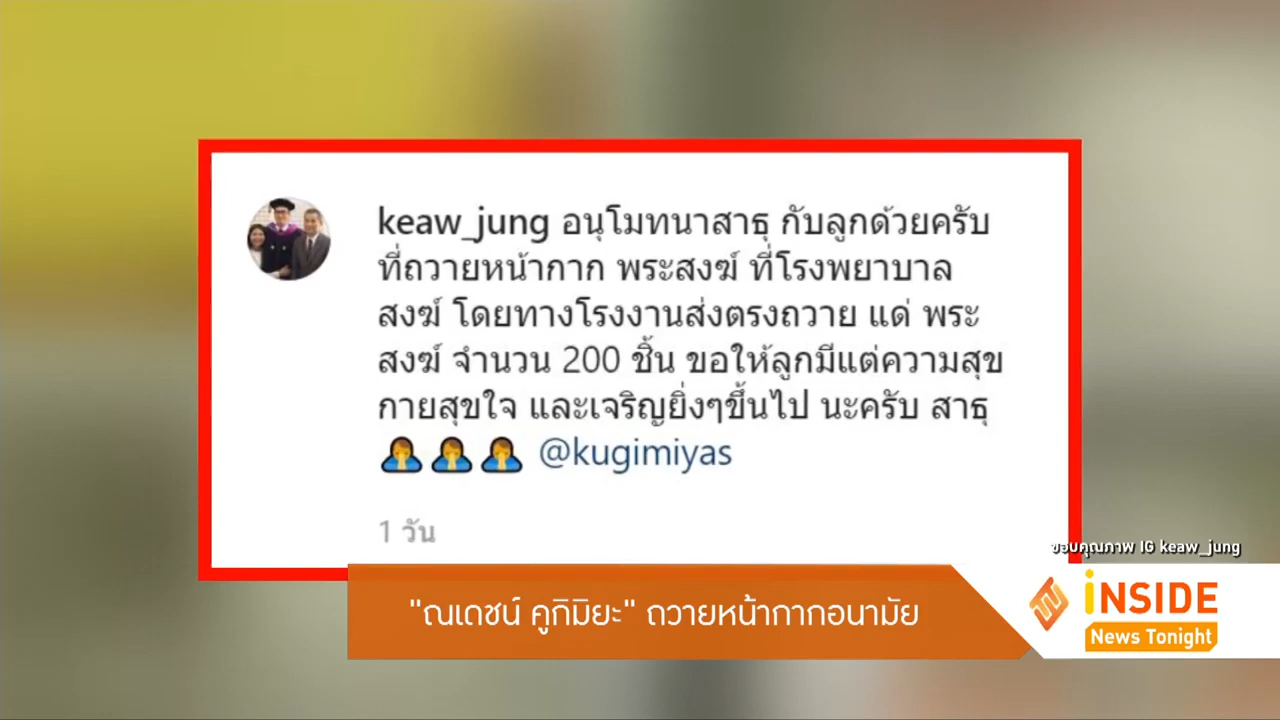 keaw_jung อนุโมทนาสาธุ กับลูกด้วยครับ
ที่ถวายหน้ากาก พระสงฆ์ ที่โรงพยาบาล
สงฆ์ โดยทางโรงงานส่งตรงถวาย แด่ พระ
สงฆ์ จำนวน 200 ชิ้น ขอให้ลูกมีแต่ความสุข
กายสุขใจ และเจริญยิ่งๆขึ้นไป นะครับ สาธุ
🤦‍♂️🤦‍♂️🤦‍♂️ @kugimiyas
1 วัน
ขอบคุณภาพ IG keaw_jung
"ณเดชน์ คูกิมิยะ" ถวายหน้ากากอนามัย
iNSIDE
News Tonight